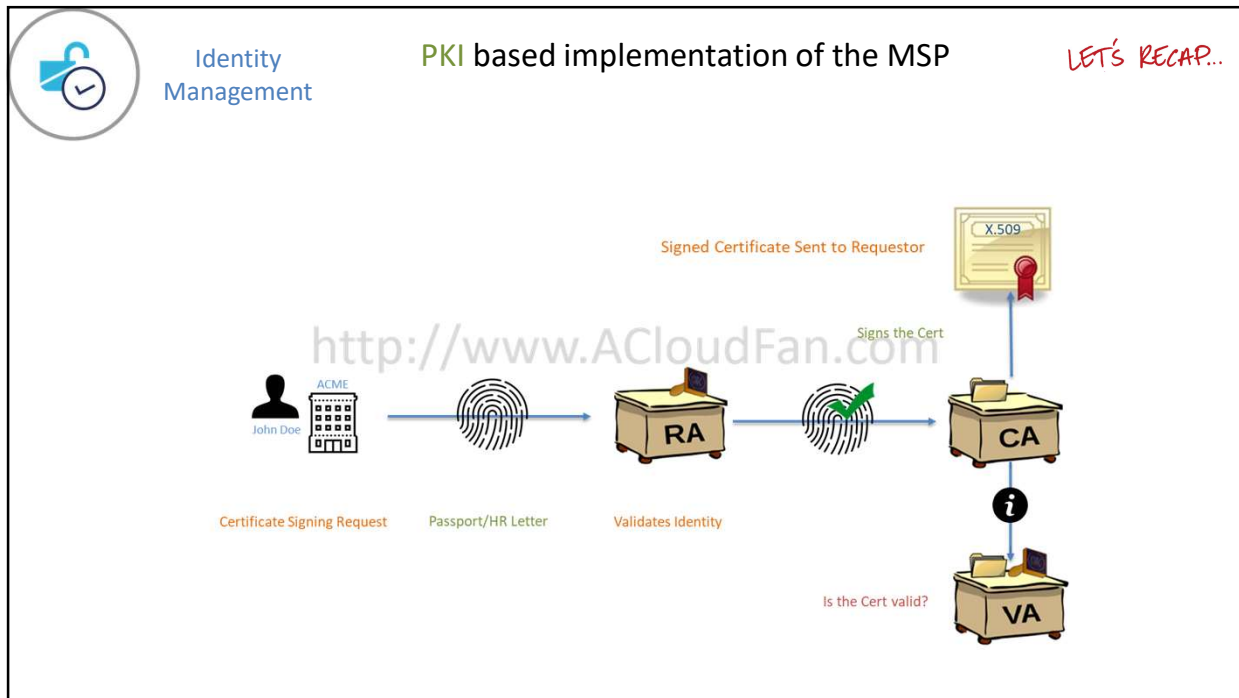 Identity
Management
PKI based implementation of the MSP
LET'S RECAP...
X.509
Signed Certificate Sent to Requestor
Signs the Cert
http://www.ACloudFan.com
ACME
John Doe
RA
CA
Certificate Signing Request
Passport/HR Letter
Validates Identity
i
Is the Cert valid?
VA